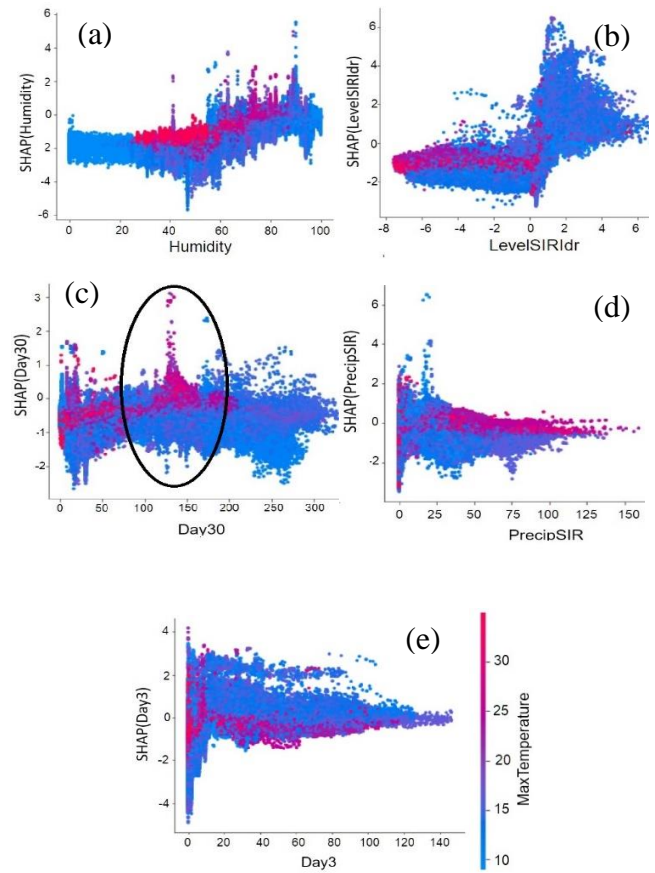 (a)
SHAP(Humidity)
6
4
2
0
2
4
-6
0 20 40 60 80 100
Humidity
(b)
SHAP(LevelSIRIdr)
6
4
2
0
-2
-8 -6 -4 -2 0 2 4 6
LevelSIRIdr
(c)
SHAP(Day30)
3
2
1
0
-1
-2
0 50 100 150 200 250 300
Day30
(d)
SHAP(PrecipSIR)
6
4
2
0
-2
0 25 50 75 100 125 150
PrecipSIR
(e)
SHAP(Day3)
4
2
0
-2
-4
0 20 40 60 80 100 120 140
Day3
30
25
20
15
10
MaxTemperature